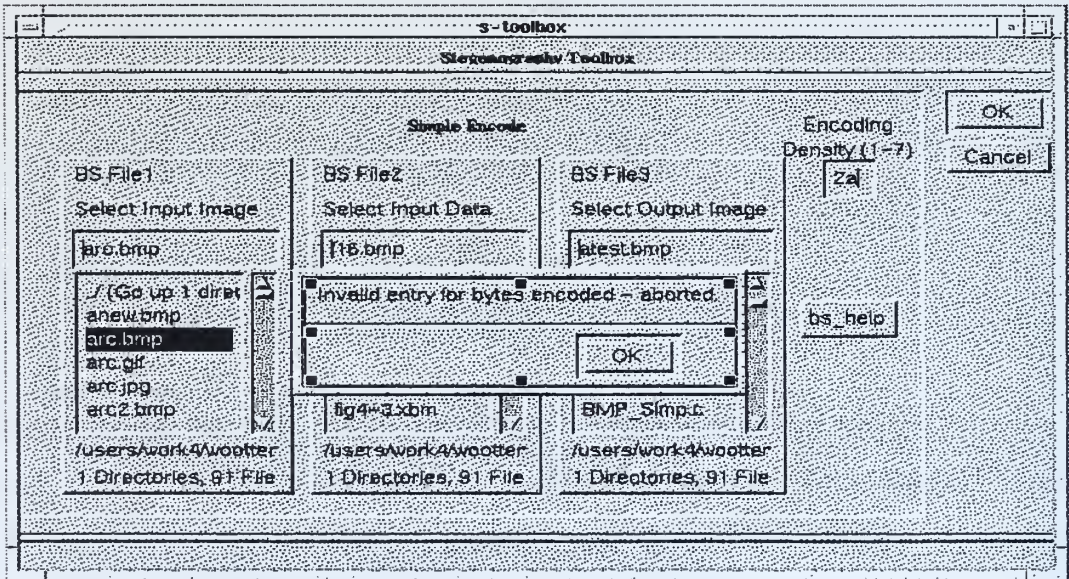 s-toolbox
Steganography Toolbox
Simple Encode
Encoding
Density (1-7)
2a
OK
Cancel
BS File1
Select Input Image
arc.bmp
../ (Go up 1 direc
anew.bmp
arc.bmp
arc.gif
arc.jpg
arc2.bmp
/users/work4/wootter
1 Directories, 91 File
BS File2
Select Input Data
f16.bmp
fig4-3.xbm
/users/work4/wootter
1 Directories, 91 File
BS File3
Select Output Image
atest.bmp
BMP_Simp.c
/users/work4/wootter
1 Directories, 91 File
Invalid entry for bytes encoded - aborted.
OK
bs_help